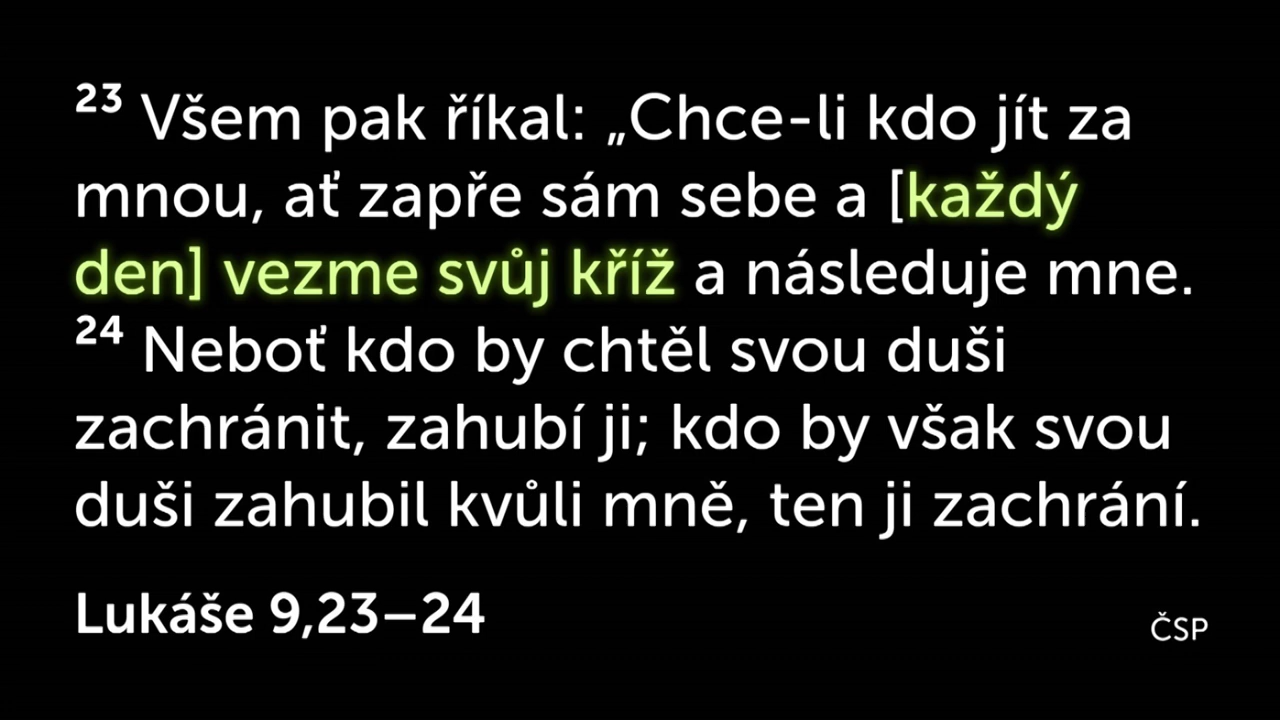 23 Všem pak říkal: „Chce-li kdo jít za
mnou, ať zapře sám sebe a [každý
den] vezme svůj kříž a následuje mne.
24 Neboť kdo by chtěl svou duši
zachránit, zahubí ji; kdo by však svou
duši zahubil kvůli mně, ten ji zachrání.
Lukáše 9,23–24
ČSP